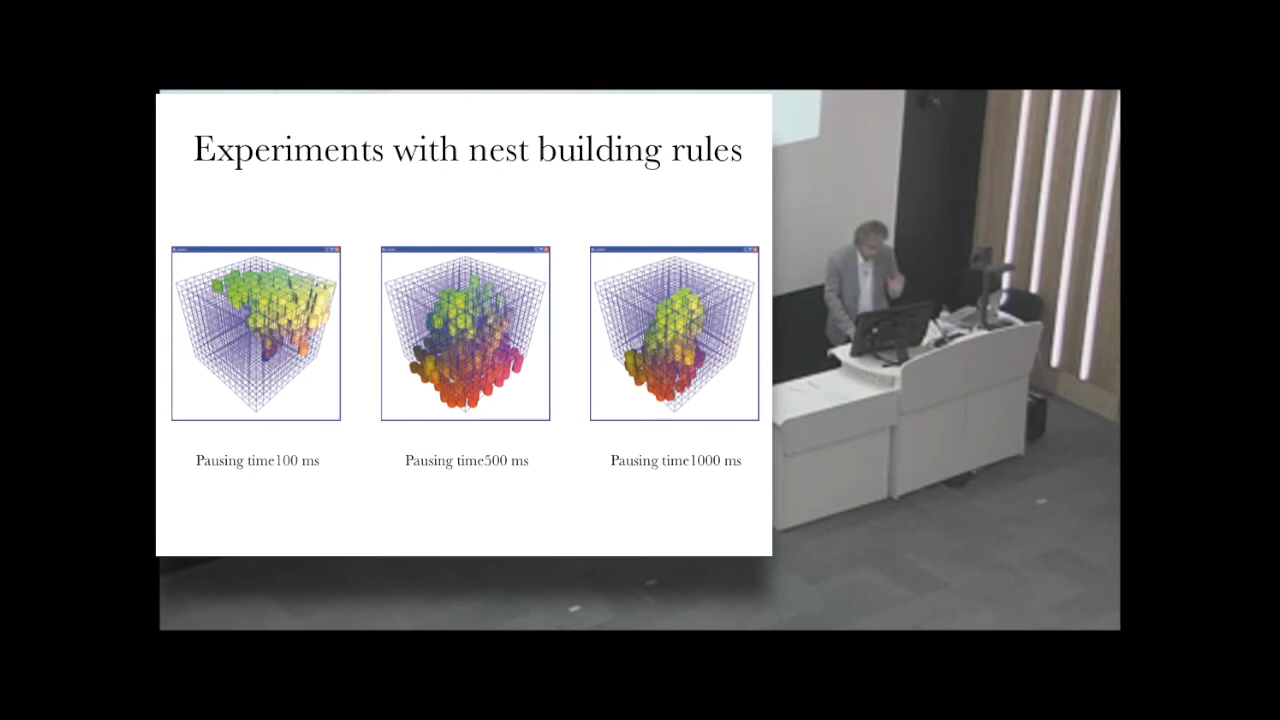 Experiments with nest building rules
Pausing time100 ms
Pausing time500 ms
Pausing time1000 ms